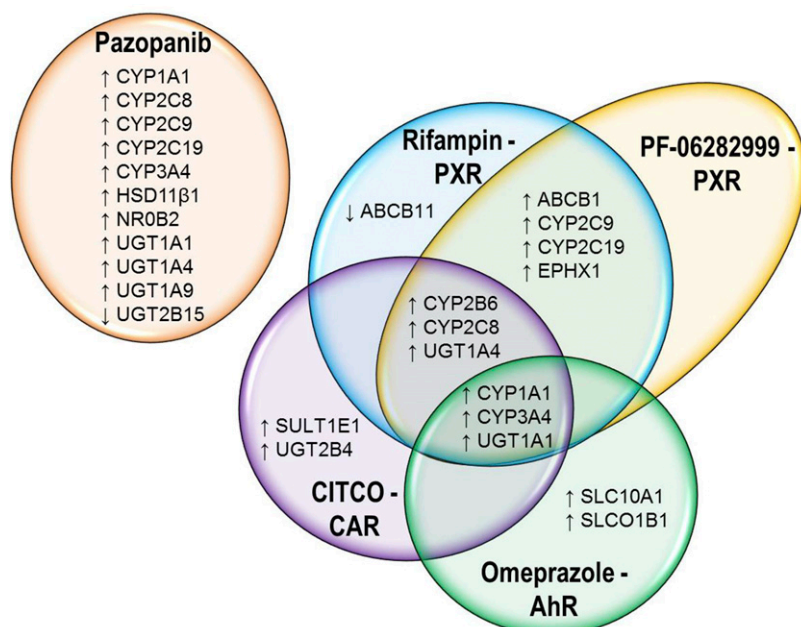 Pazopanib
↑ CYP1A1
↑ CYP2C8
↑ CYP2C9
↑ CYP2C19
↑ CYP3A4
↑ HSD11β1
↑ NR0B2
↑ UGT1A1
↑ UGT1A4
↑ UGT1A9
↓ UGT2B15
Rifampin -
PXR
↓ ABCB11
PF-06282999 -
PXR
↑ ABCB1
↑ CYP2C9
↑ CYP2C19
↑ EPHX1
↑ CYP2B6
↑ CYP2C8
↑ UGT1A4
↑ CYP1A1
↑ CYP3A4
↑ UGT1A1
↑ SULT1E1
↑ UGT2B4
CITCO -
CAR
↑ SLC10A1
↑ SLCO1B1
Omeprazole -
AhR